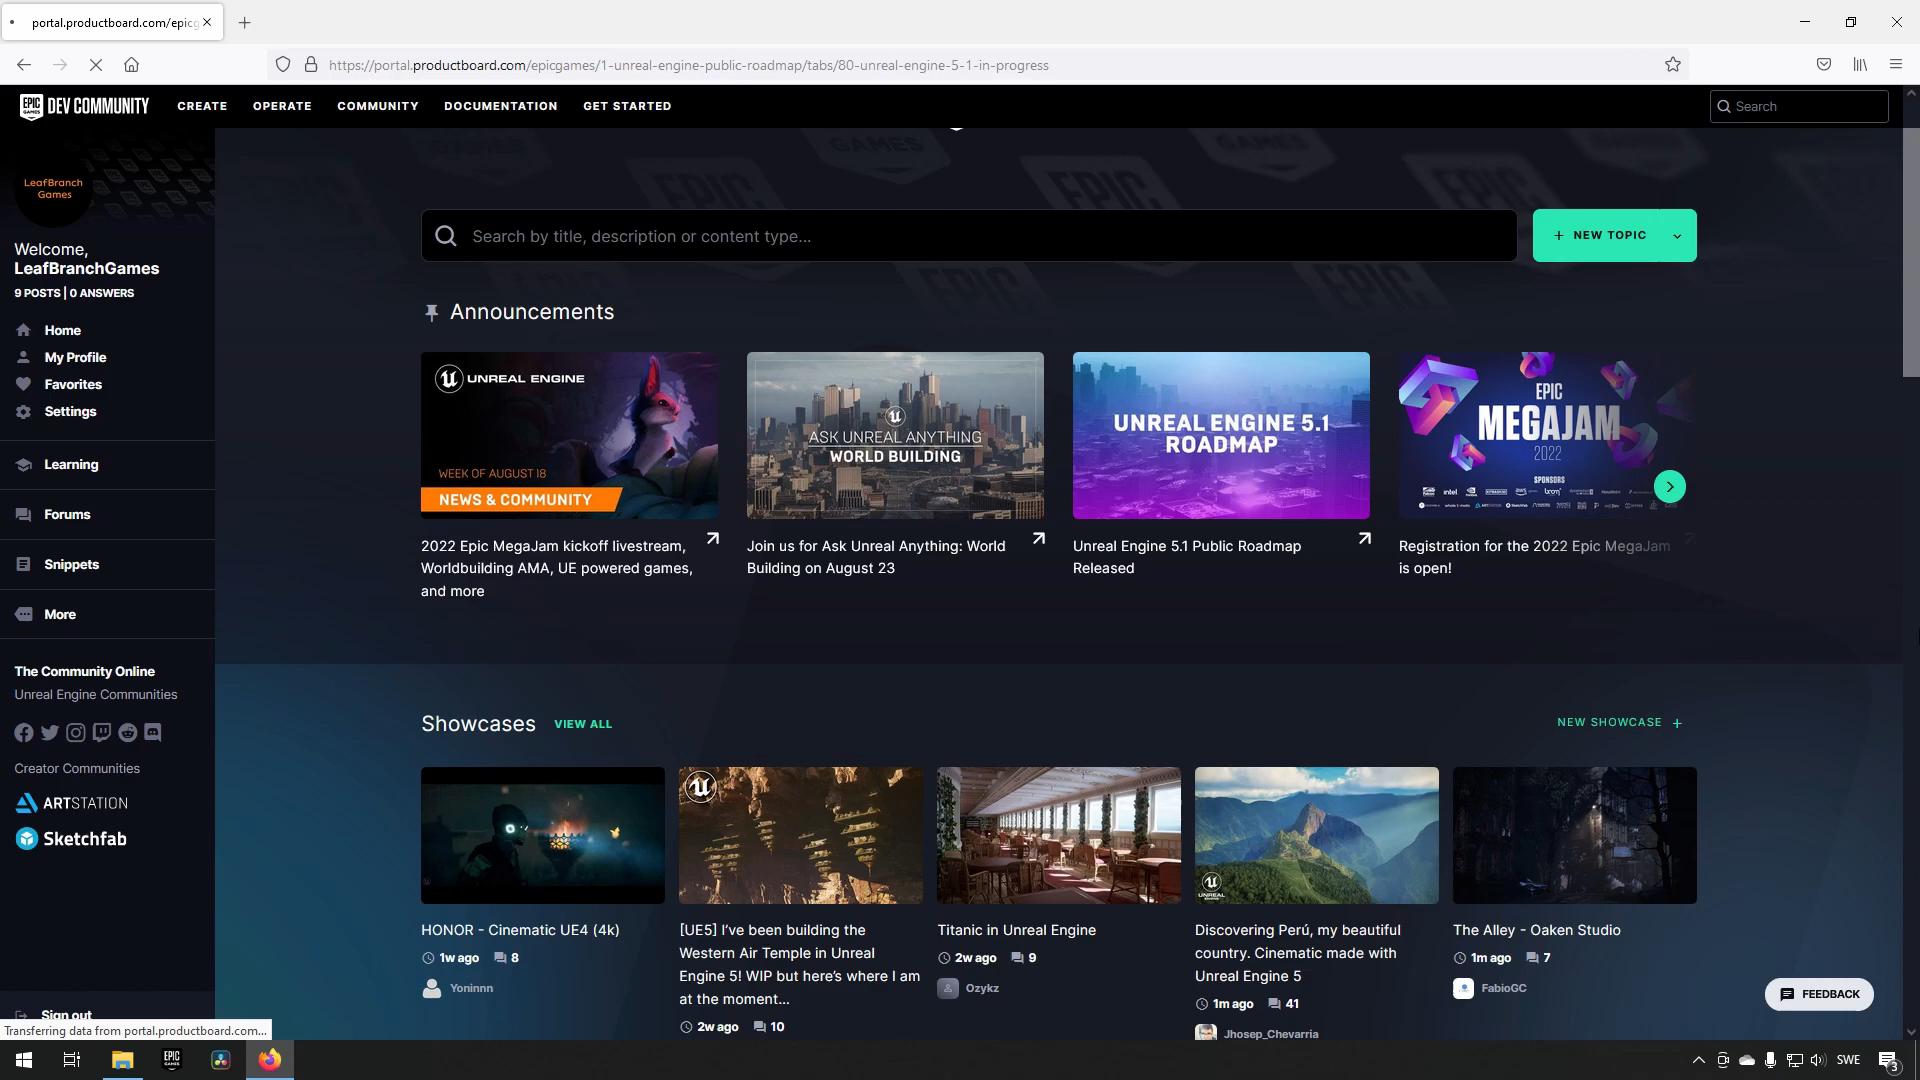 portal.productboard.com/epicg
https://portal.productboard.com/epicgames/1-unreal-engine-public-roadmap/tabs/80-unreal-engine-5-1-in-progress
EPIC GAMES DEV COMMUNITY
CREATE
OPERATE
COMMUNITY
DOCUMENTATION
GET STARTED
Search
LeafBranch
Games
Welcome,
LeafBranchGames
9 POSTS | 0 ANSWERS
Home
My Profile
Favorites
Settings
Learning
Forums
Snippets
More
The Community Online
Unreal Engine Communities
Creator Communities
ARTSTATION
Sketchfab
Sign out
Search by title, description or content type...
+ NEW TOPIC
Announcements
UNREAL ENGINE
WEEK OF AUGUST 18
NEWS & COMMUNITY
2022 Epic MegaJam kickoff livestream,
Worldbuilding AMA, UE powered games,
and more
ASK UNREAL ANYTHING
WORLD BUILDING
Join us for Ask Unreal Anything: World
Building on August 23
UNREAL ENGINE 5.1
ROADMAP
Unreal Engine 5.1 Public Roadmap
Released
EPIC
MEGAJAM
2022
SPONSORS
intel
Registration for the 2022 Epic MegaJam
is open!
Showcases
VIEW ALL
NEW SHOWCASE +
HONOR - Cinematic UE4 (4k)
1w ago 8
Yoninnn
[UE5] I've been building the
Western Air Temple in Unreal
Engine 5! WIP but here's where I am
at the moment...
2w ago 10
Titanic in Unreal Engine
2w ago 9
Ozykz
UNREAL
Discovering Perú, my beautiful
country. Cinematic made with
Unreal Engine 5
1m ago 41
Jhosep_Chevarria
The Alley - Oaken Studio
1m ago 7
FabioGC
FEEDBACK
Transferring data from portal.productboard.com...
EPIC
GAMES
SWE
3